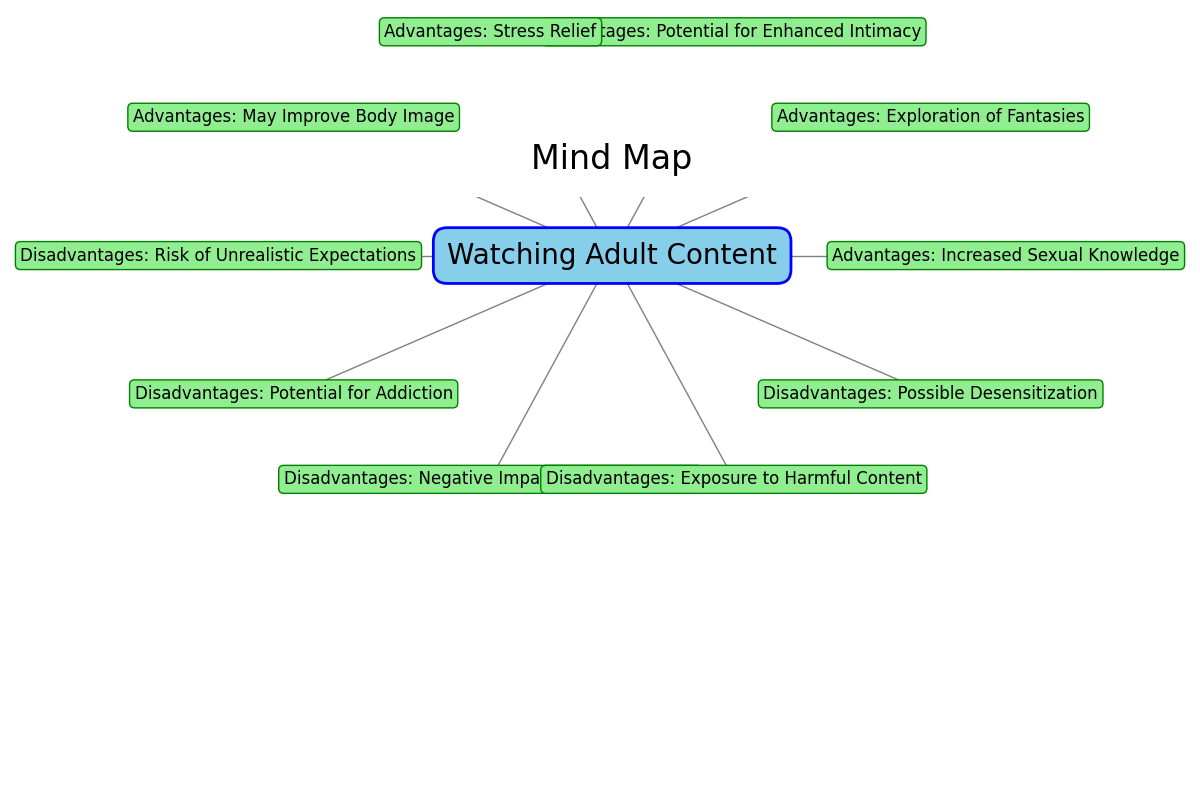 Advantages: Stress Relief
tages: Potential for Enhanced Intimacy
Advantages: May Improve Body Image
Advantages: Exploration of Fantasies
Mind Map
Disadvantages: Risk of Unrealistic Expectations
Watching Adult Content
Advantages: Increased Sexual Knowledge
Disadvantages: Potential for Addiction
Disadvantages: Possible Desensitization
Disadvantages: Negative Impa
Disadvantages: Exposure to Harmful Content